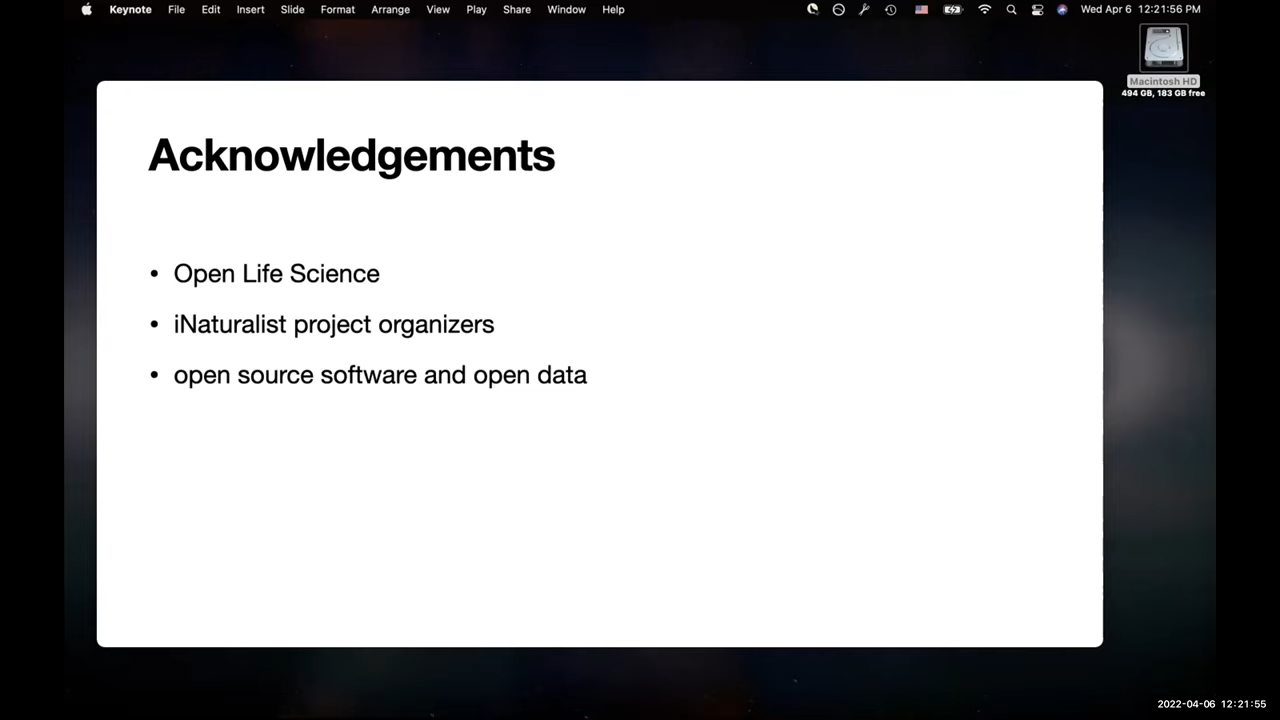 Keynote File Edit Insert Slide Format Arrange View Play Share Window Help Wed Apr 6 12:21:56 PM
Macintosh HD
494 GB, 183 GB free
Acknowledgements
• Open Life Science
• iNaturalist project organizers
• open source software and open data
2022-04-06 12:21:55